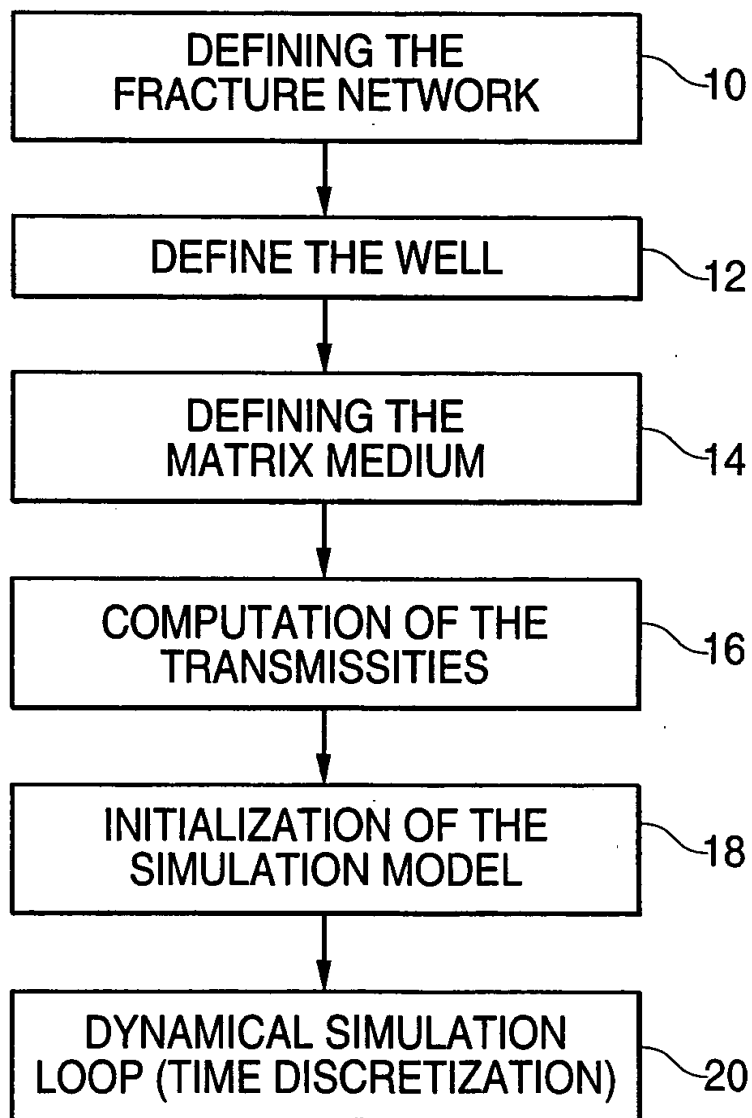 DEFINING THE
FRACTURE NETWORK
10
DEFINE THE WELL
12
DEFINING THE
MATRIX MEDIUM
14
COMPUTATION OF THE
TRANSMISSITIES
16
INITIALIZATION OF THE
SIMULATION MODEL
18
DYNAMICAL SIMULATION
LOOP (TIME DISCRETIZATION)
20